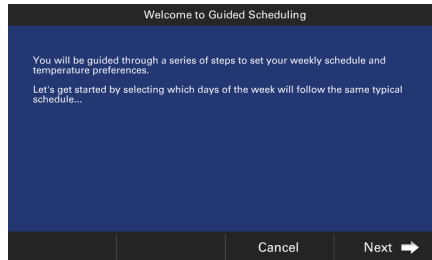 Welcome to Guided Scheduling
You will be guided through a series of steps to set your weekly schedule and
temperature preferences.
Let's get started by selecting which days of the week will follow the same typical
schedule...
Cancel
Next